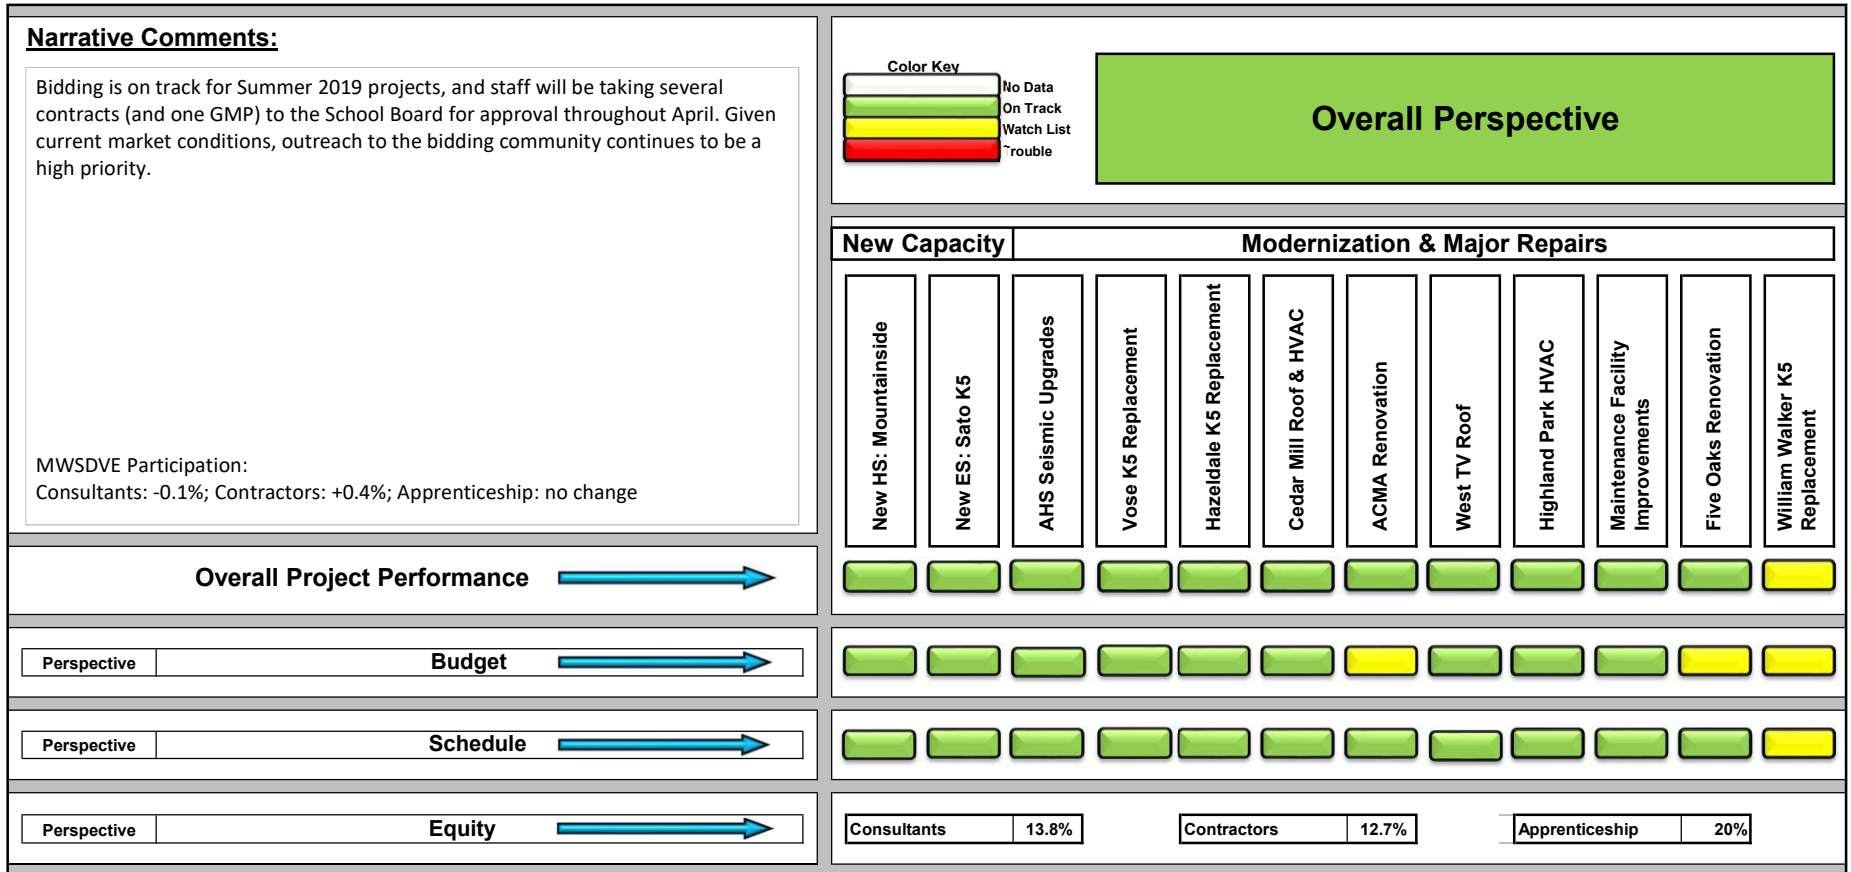 Narrative Comments:
Bidding is on track for Summer 2019 projects, and staff will be taking several
contracts (and one GMP) to the School Board for approval throughout April. Given
current market conditions, outreach to the bidding community continues to be a
high priority.
MWSDVE Participation:
Consultants: -0.1%; Contractors: +0.4%; Apprenticeship: no change
Color Key
No Data
On Track
Watch List
Trouble
Overall Perspective
New Capacity
Modernization & Major Repairs
New HS: Mountainside
New ES: Sato K5
AHS Seismic Upgrades
Vose K5 Replacement
Hazeldale K5 Replacement
Cedar Mill Roof & HVAC
ACMA Renovation
West TV Roof
Highland Park HVAC
Maintenance Facility
Improvements
Five Oaks Renovation
William Walker K5
Replacement
Overall Project Performance
Perspective Budget
Perspective Schedule
Perspective Equity
Consultants 13.8%
Contractors 12.7%
Apprenticeship 20%